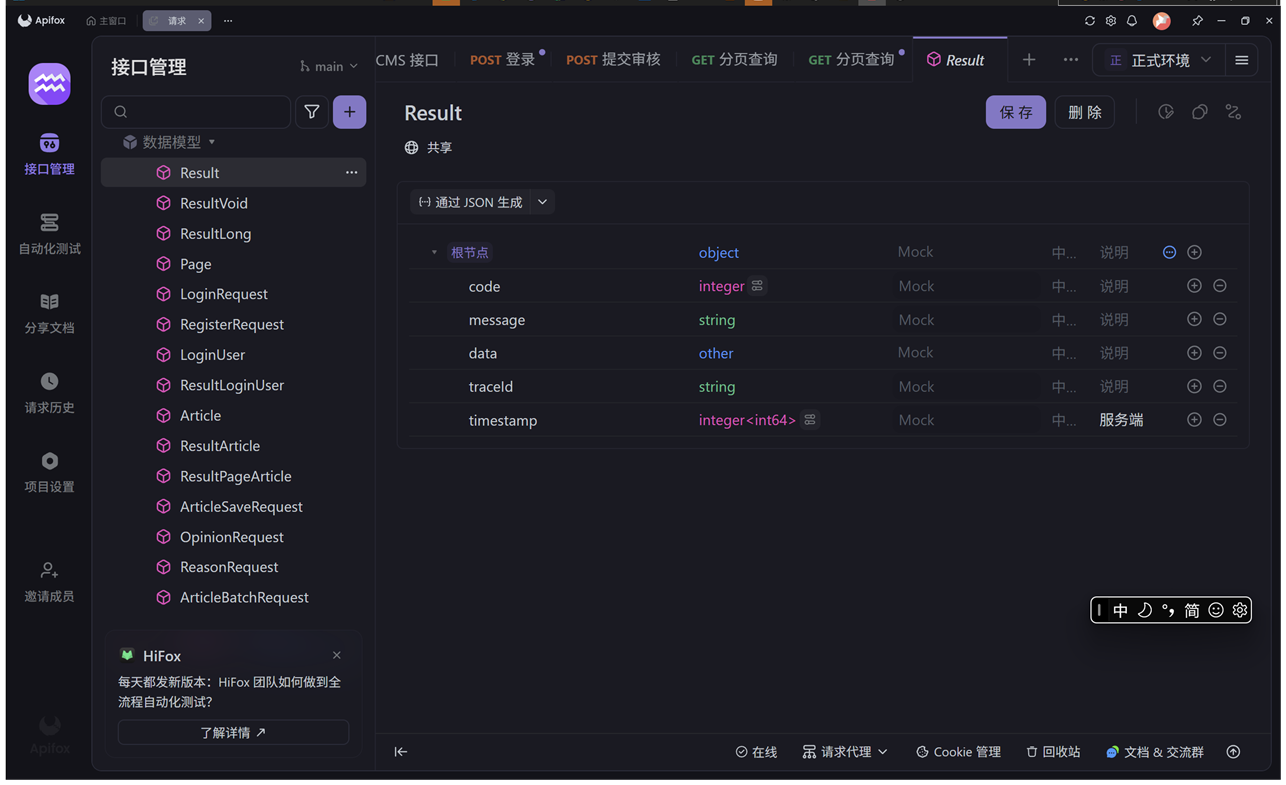 Apifox
主窗口
请求
接口管理
自动化测试
分享文档
请求历史
项目设置
邀请成员
Apifox
接口管理
main
数据模型
Result
ResultVoid
ResultLong
Page
LoginRequest
RegisterRequest
LoginUser
ResultLoginUser
Article
ResultArticle
ResultPageArticle
ArticleSaveRequest
OpinionRequest
ReasonRequest
ArticleBatchRequest
HiFox
每天都发新版本：HiFox 团队如何做到全
流程自动化测试？
了解详情
CMS 接口 POST 登录 POST 提交审核 GET 分页查询 GET 分页查询 Result
正 正式环境
Result
保 存 删 除
共享
通过 JSON 生成
根节点 object Mock 中... 说明
code integer Mock 中... 说明
message string Mock 中... 说明
data other Mock 中... 说明
traceId string Mock 中... 说明
timestamp integer<int64> Mock 中... 服务端
中 简
在线 请求代理 Cookie 管理 回收站 文档 & 交流群